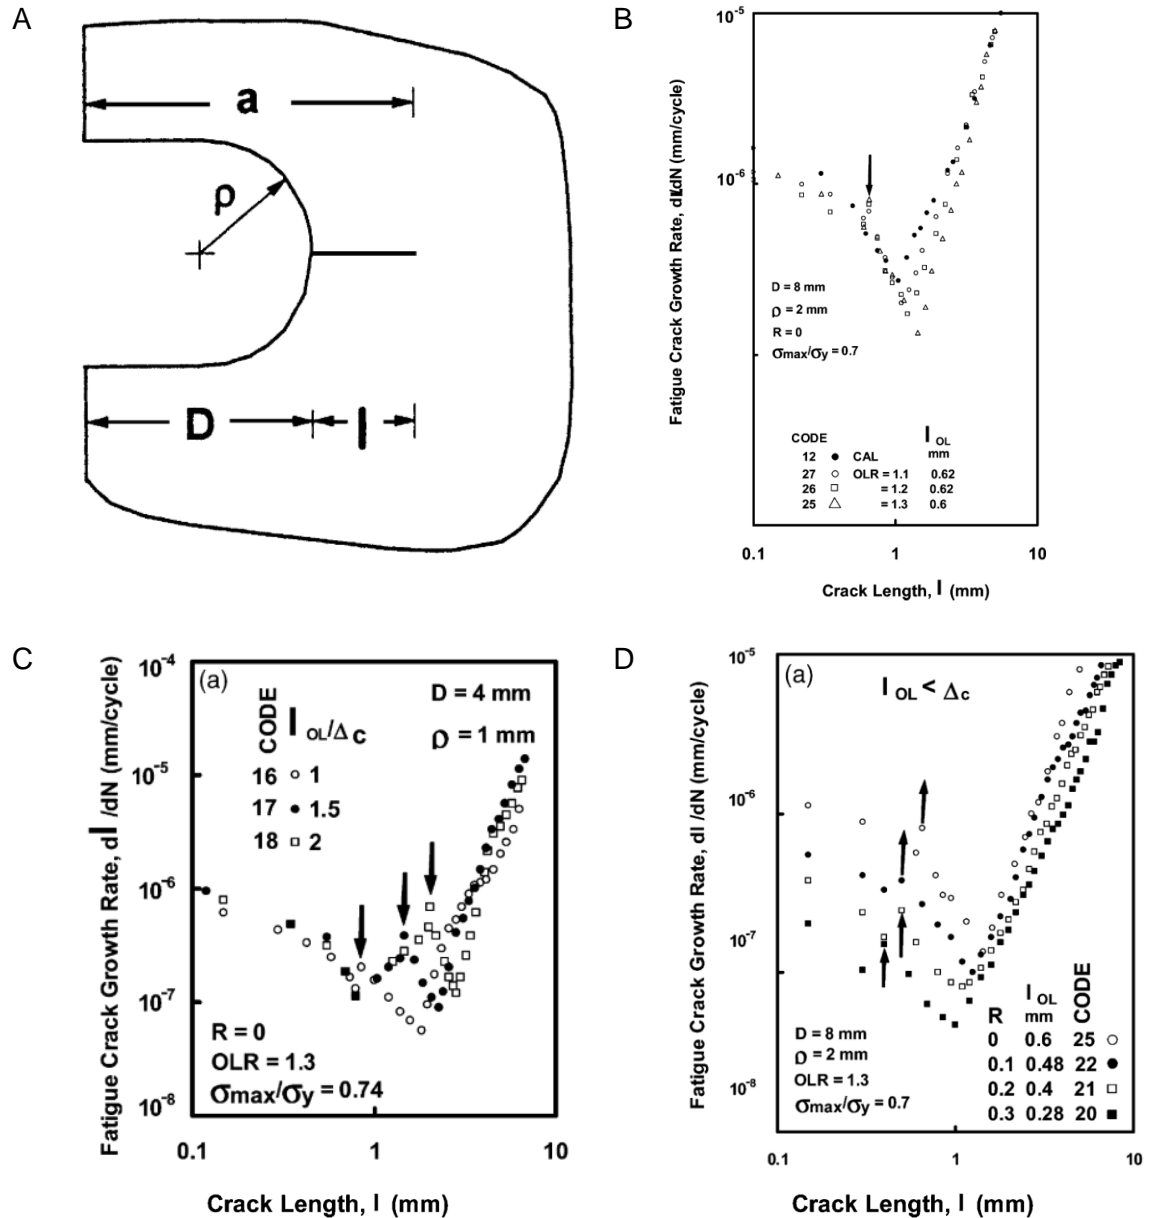 A
a
ρ
D
l
B
10-5
10-6
Fatigue Crack Growth Rate, dl/dN (mm/cycle)
D = 8 mm
ρ = 2 mm
R = 0
σmax/σy = 0.7
CODE l OL mm
12 ● CAL
27 ○ OLR = 1.1 0.62
26 □ = 1.2 0.62
25 △ = 1.3 0.6
0.1 1 10
Crack Length, l (mm)
C
(a)
10-4
10-5
10-6
10-7
10-8
Fatigue Crack Growth Rate, dl/dN (mm/cycle)
D = 4 mm
ρ = 1 mm
CODE l OL/Δc
16 ○ 1
17 ● 1.5
18 □ 2
R = 0
OLR = 1.3
σmax/σy = 0.74
0.1 1 10
Crack Length, l (mm)
D
(a)
l OL < Δc
10-5
10-6
10-7
10-8
Fatigue Crack Growth Rate, dl/dN (mm/cycle)
D = 8 mm
ρ = 2 mm
OLR = 1.3
σmax/σy = 0.7
R l OL mm CODE
0 0.6 25 ○
0.1 0.48 22 ●
0.2 0.4 21 □
0.3 0.28 20 ■
0.1 1 10
Crack Length, l (mm)